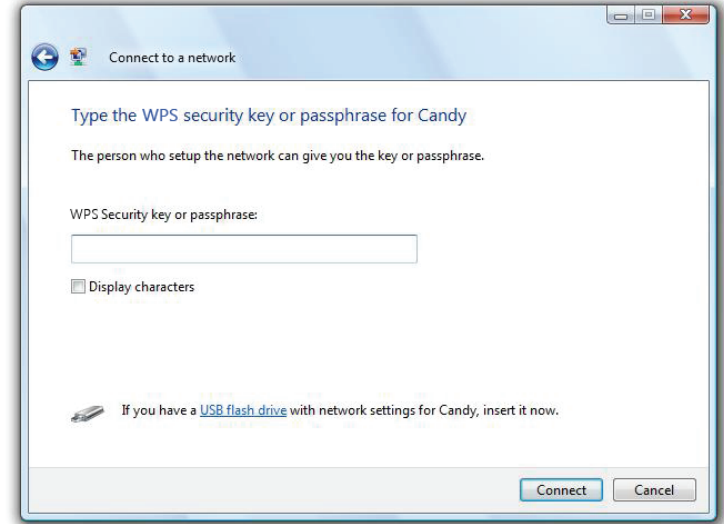 Connect to a network
Type the WPS security key or passphrase for Candy
The person who setup the network can give you the key or passphrase.
WPS Security key or passphrase:
Display characters
If you have a USB flash drive with network settings for Candy, insert it now.
Connect Cancel